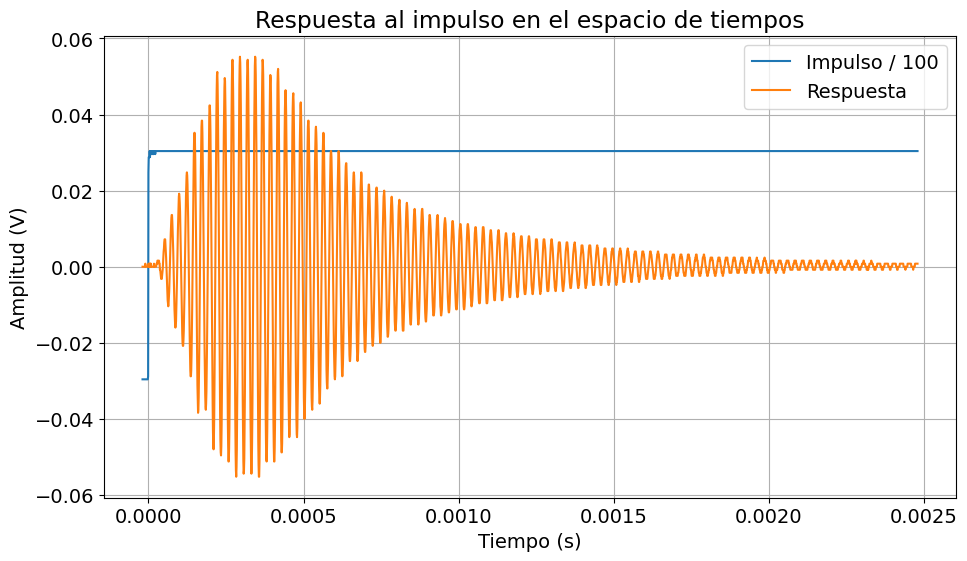 Respuesta al impulso en el espacio de tiempos
Impulso / 100
Respuesta
Amplitud (V)
0.06
0.04
0.02
0.00
−0.02
−0.04
−0.06
0.0000
0.0005
0.0010
0.0015
0.0020
0.0025
Tiempo (s)